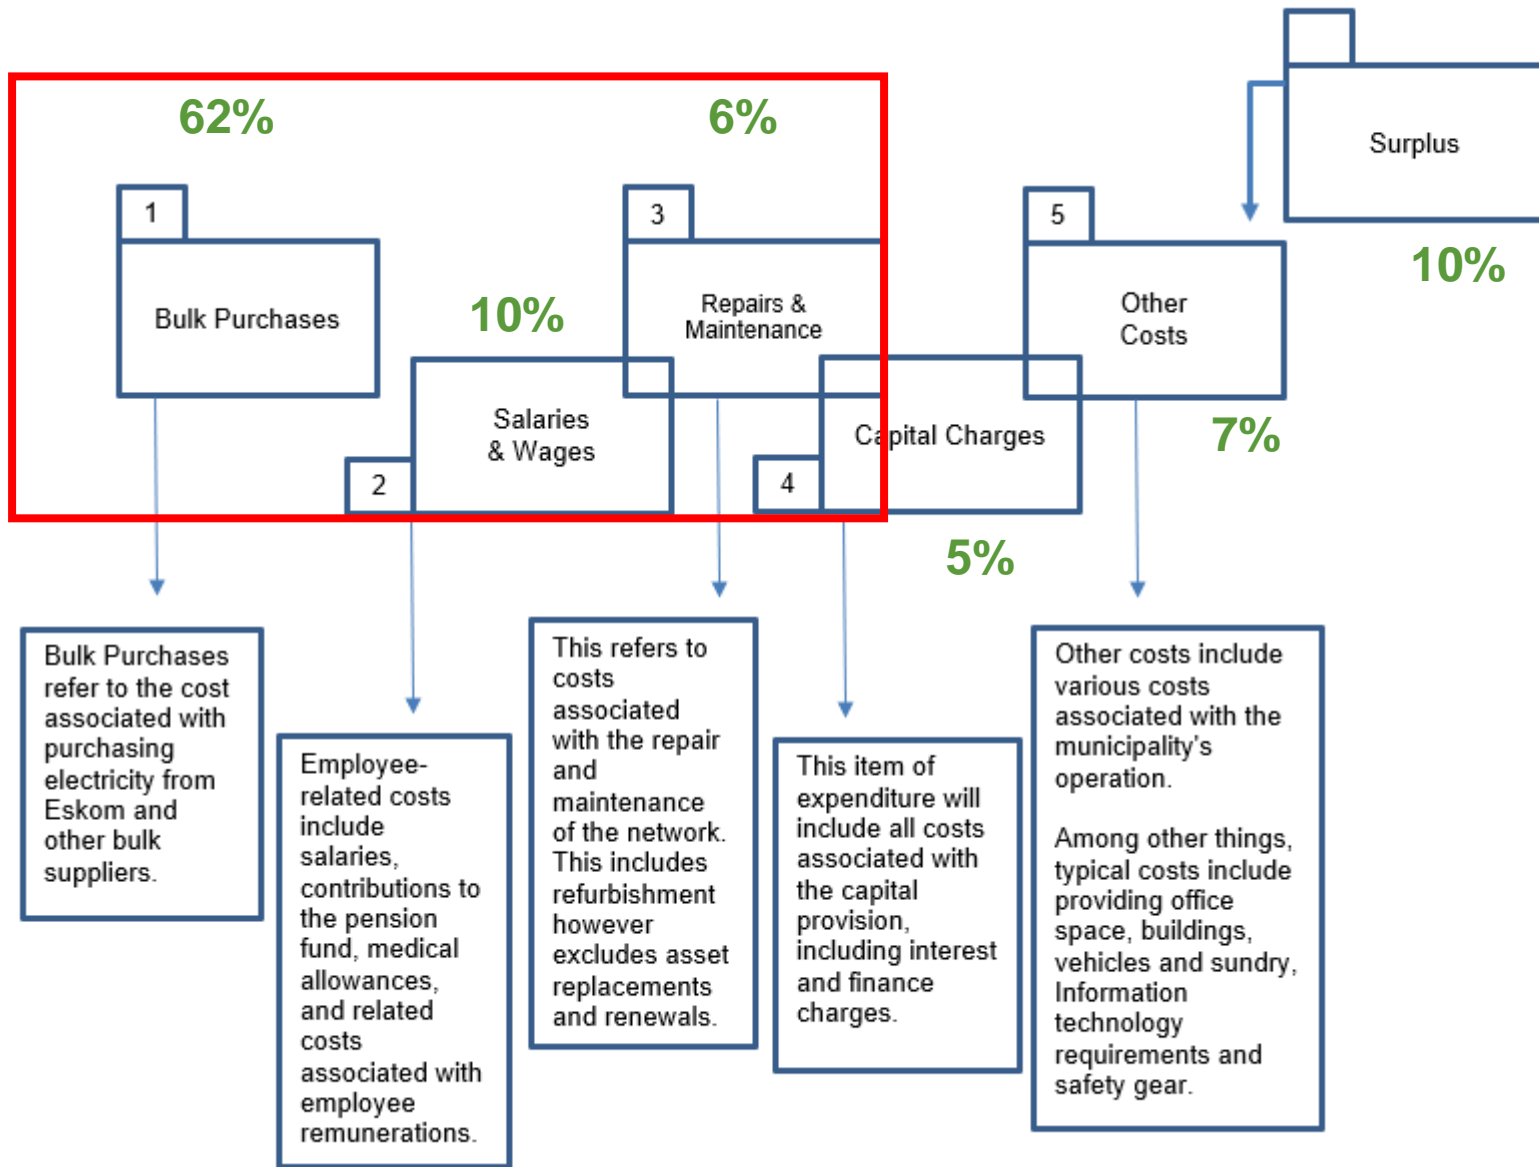 62%
6%
Surplus
10%
1
3
5
Bulk Purchases
10%
Repairs &
Maintenance
Other
Costs
Salaries
& Wages
2
4
Capital Charges
7%
5%
Bulk Purchases
refer to the cost
associated with
purchasing
electricity from
Eskom and
other bulk
suppliers.
Employee-
related costs
include
salaries,
contributions to
the pension
fund, medical
allowances,
and related
costs
associated with
employee
remunerations.
This refers to
costs
associated
with the repair
and
maintenance
of the network.
This includes
refurbishment
however
excludes asset
replacements
and renewals.
This item of
expenditure will
include all costs
associated with
the capital
provision,
including interest
and finance
charges.
Other costs include
various costs
associated with the
municipality's
operation.
Among other things,
typical costs include
providing office
space, buildings,
vehicles and sundry,
Information
technology
requirements and
safety gear.